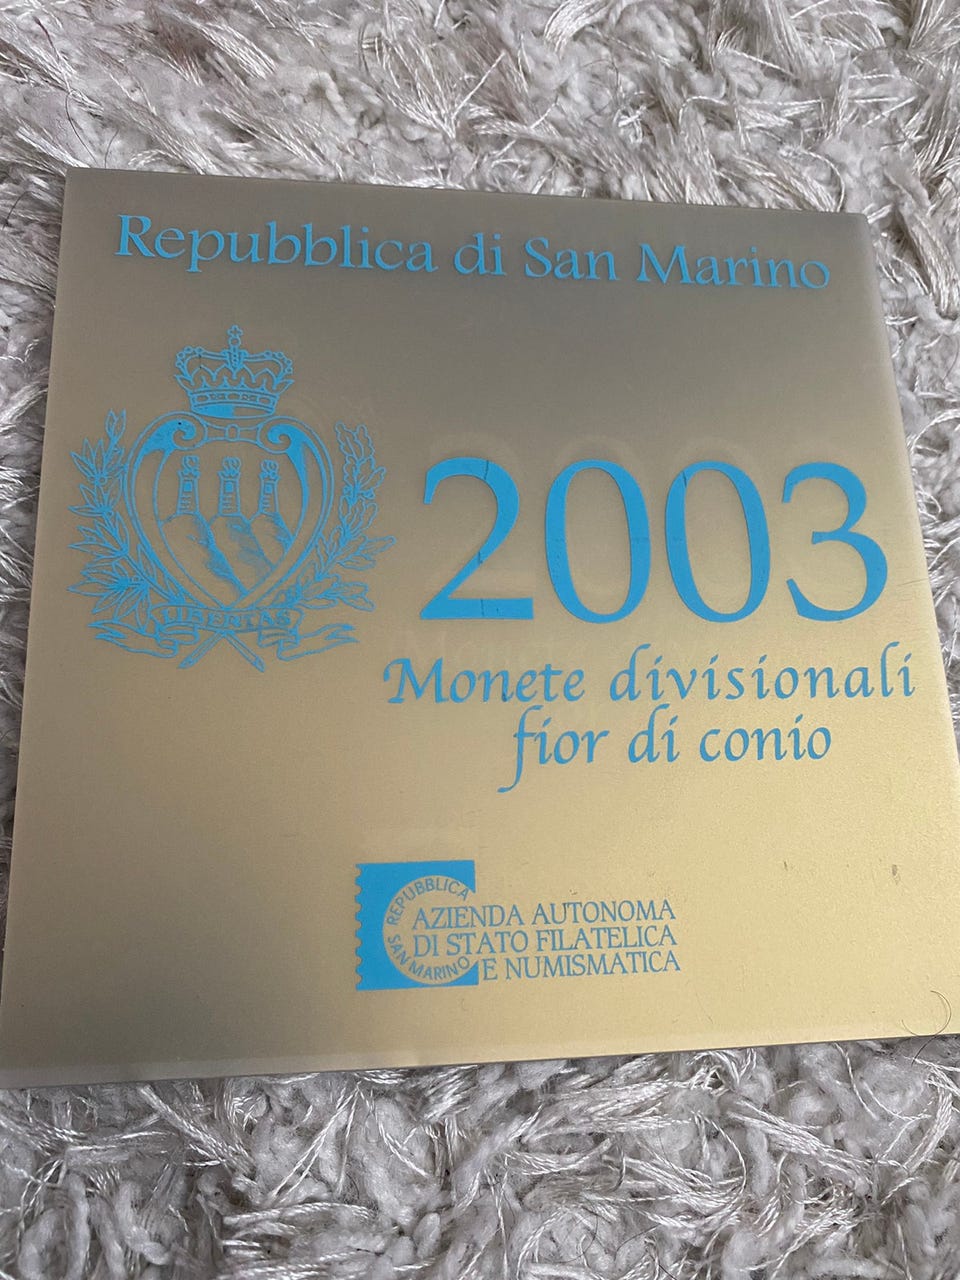 Repubblica di San Marino
LIBERTAS
2003
Monete divisionali
fior di conio
REPUBBLICA
SAN MARINO
AZIENDA AUTONOMA
DI STATO FILATELICA
E NUMISMATICA